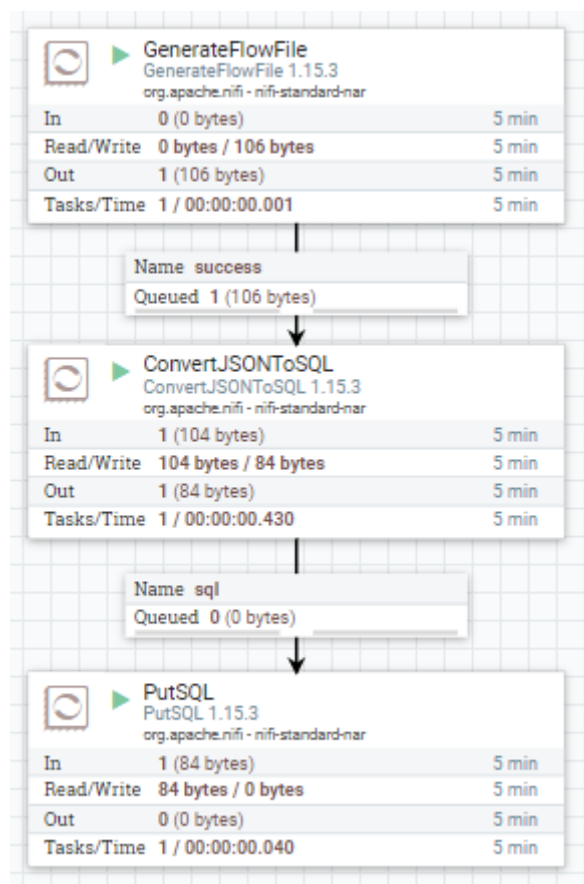 GenerateFlowFile
GenerateFlowFile 1.15.3
org.apache.nifi - nifi-standard-nar
In 0 (0 bytes) 5 min
Read/Write 0 bytes / 106 bytes 5 min
Out 1 (106 bytes) 5 min
Tasks/Time 1 / 00:00:00.001 5 min
Name success
Queued 1 (106 bytes)
ConvertJSONToSQL
ConvertJSONToSQL 1.15.3
org.apache.nifi - nifi-standard-nar
In 1 (104 bytes) 5 min
Read/Write 104 bytes / 84 bytes 5 min
Out 1 (84 bytes) 5 min
Tasks/Time 1 / 00:00:00.430 5 min
Name sql
Queued 0 (0 bytes)
PutSQL
PutSQL 1.15.3
org.apache.nifi - nifi-standard-nar
In 1 (84 bytes) 5 min
Read/Write 84 bytes / 0 bytes 5 min
Out 0 (0 bytes) 5 min
Tasks/Time 1 / 00:00:00.040 5 min